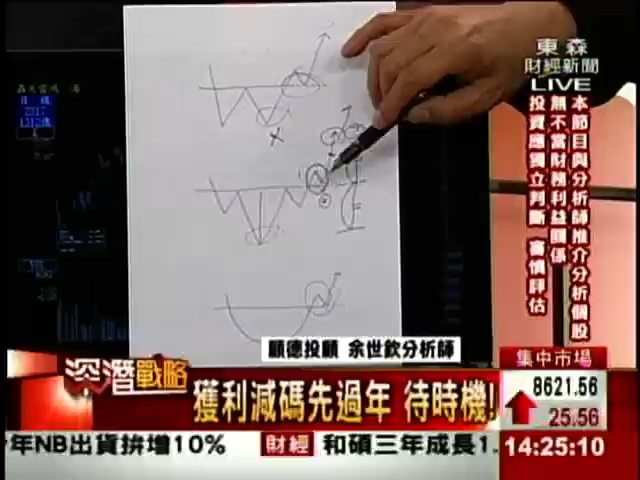 東森
財經新聞
LIVE
本節目與分析師推介分析個股
無不當財務利益關係
投資應獨立判斷 審慎評估
x
順德投顧 余世欽分析師
深潛戰略
獲利減碼先過年 待時機!
集中市場
8621.56
25.56
年NB出貨拚增10% 財經 和碩三年成長1.
14:25:10